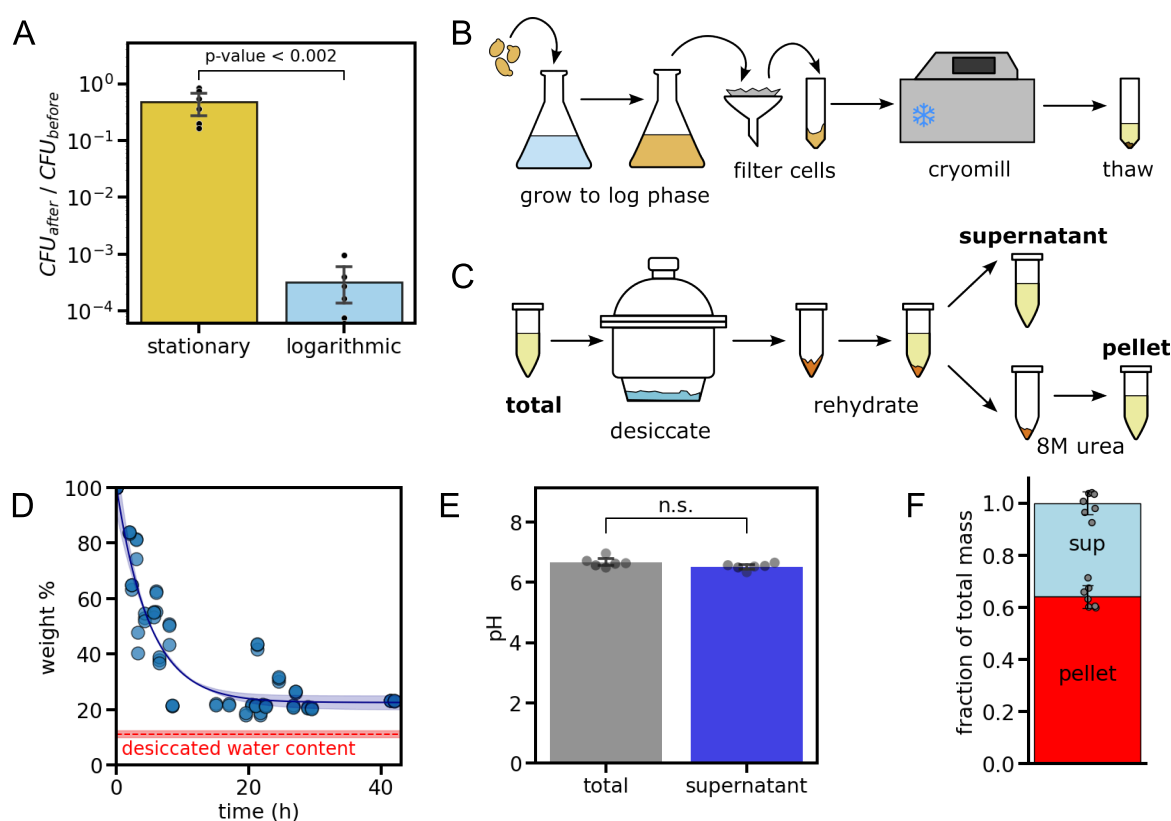 A
p-value < 0.002
CFU_after / CFU_before
10^0
10^-1
10^-2
10^-3
10^-4
stationary
logarithmic
B
grow to log phase
filter cells
cryomill
thaw
C
total
desiccate
rehydrate
supernatant
pellet
8M urea
D
weight %
100
80
60
40
20
0
desiccated water content
0
20
40
time (h)
E
n.s.
pH
8
6
4
2
0
total
supernatant
F
fraction of total mass
1.0
0.8
0.6
0.4
0.2
0.0
sup
pellet